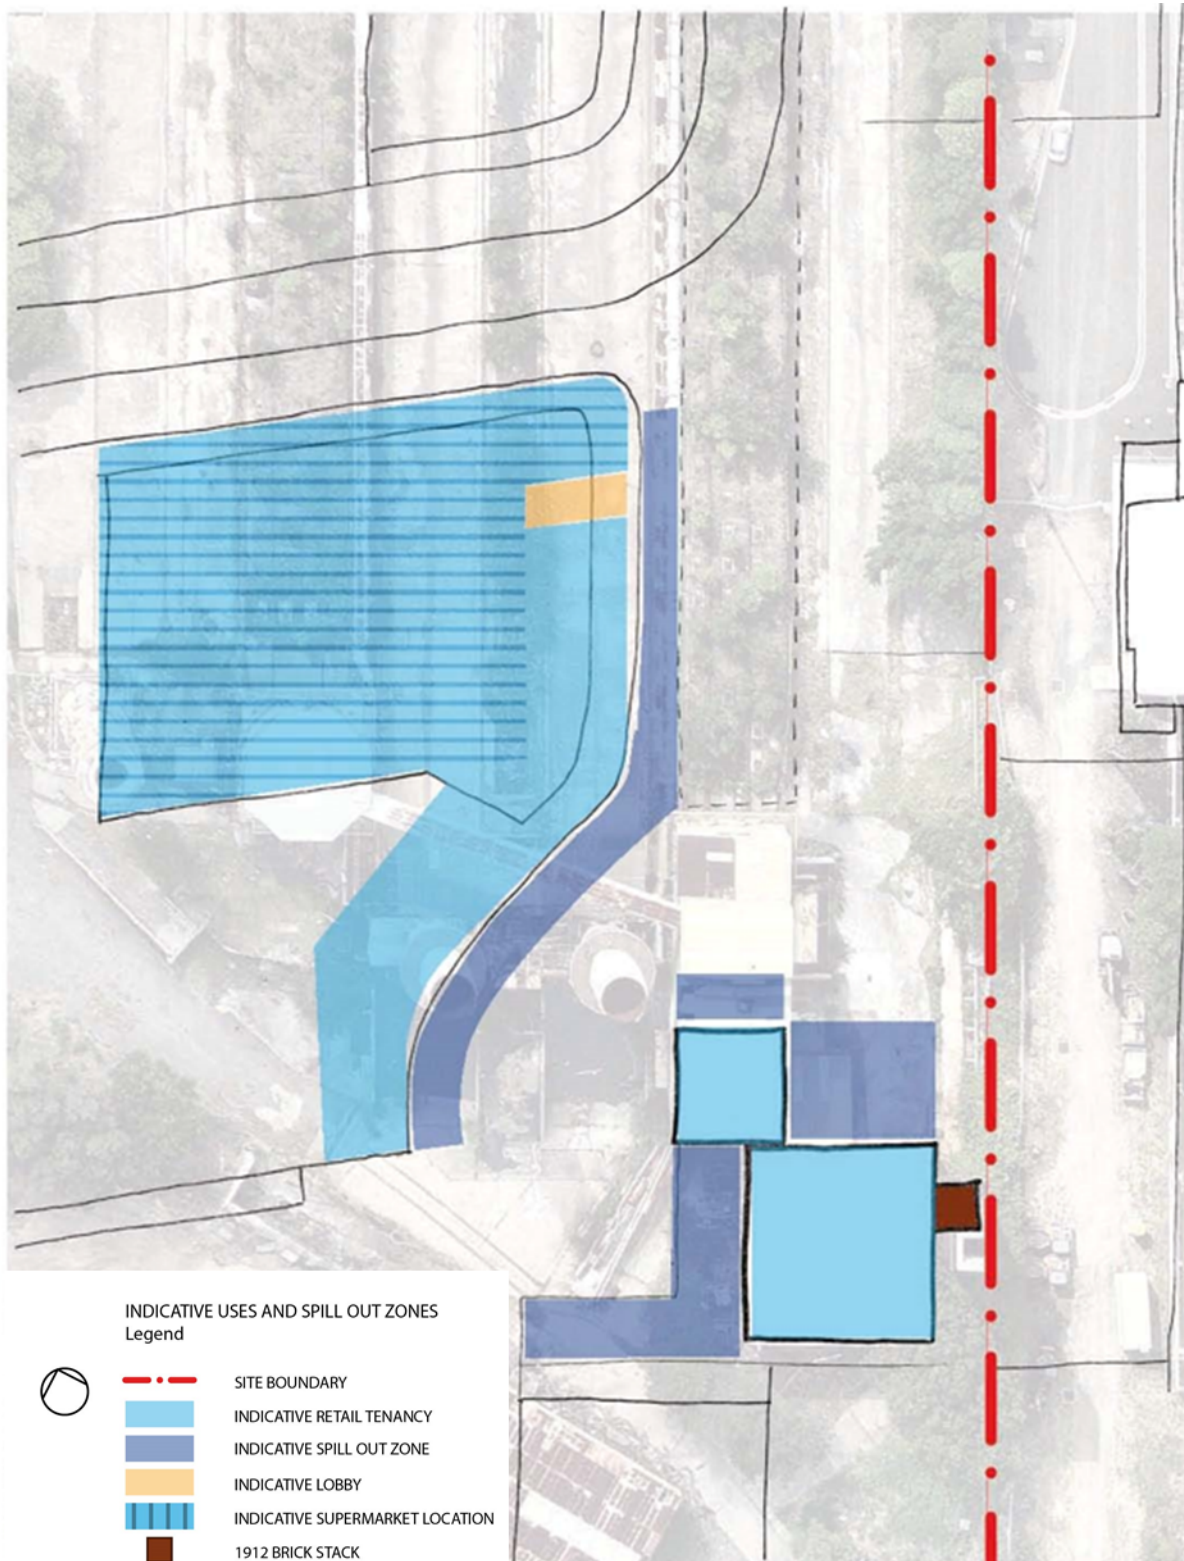 INDICATIVE USES AND SPILL OUT ZONES
Legend
SITE BOUNDARY
INDICATIVE RETAIL TENANCY
INDICATIVE SPILL OUT ZONE
INDICATIVE LOBBY
INDICATIVE SUPERMARKET LOCATION
1912 BRICK STACK